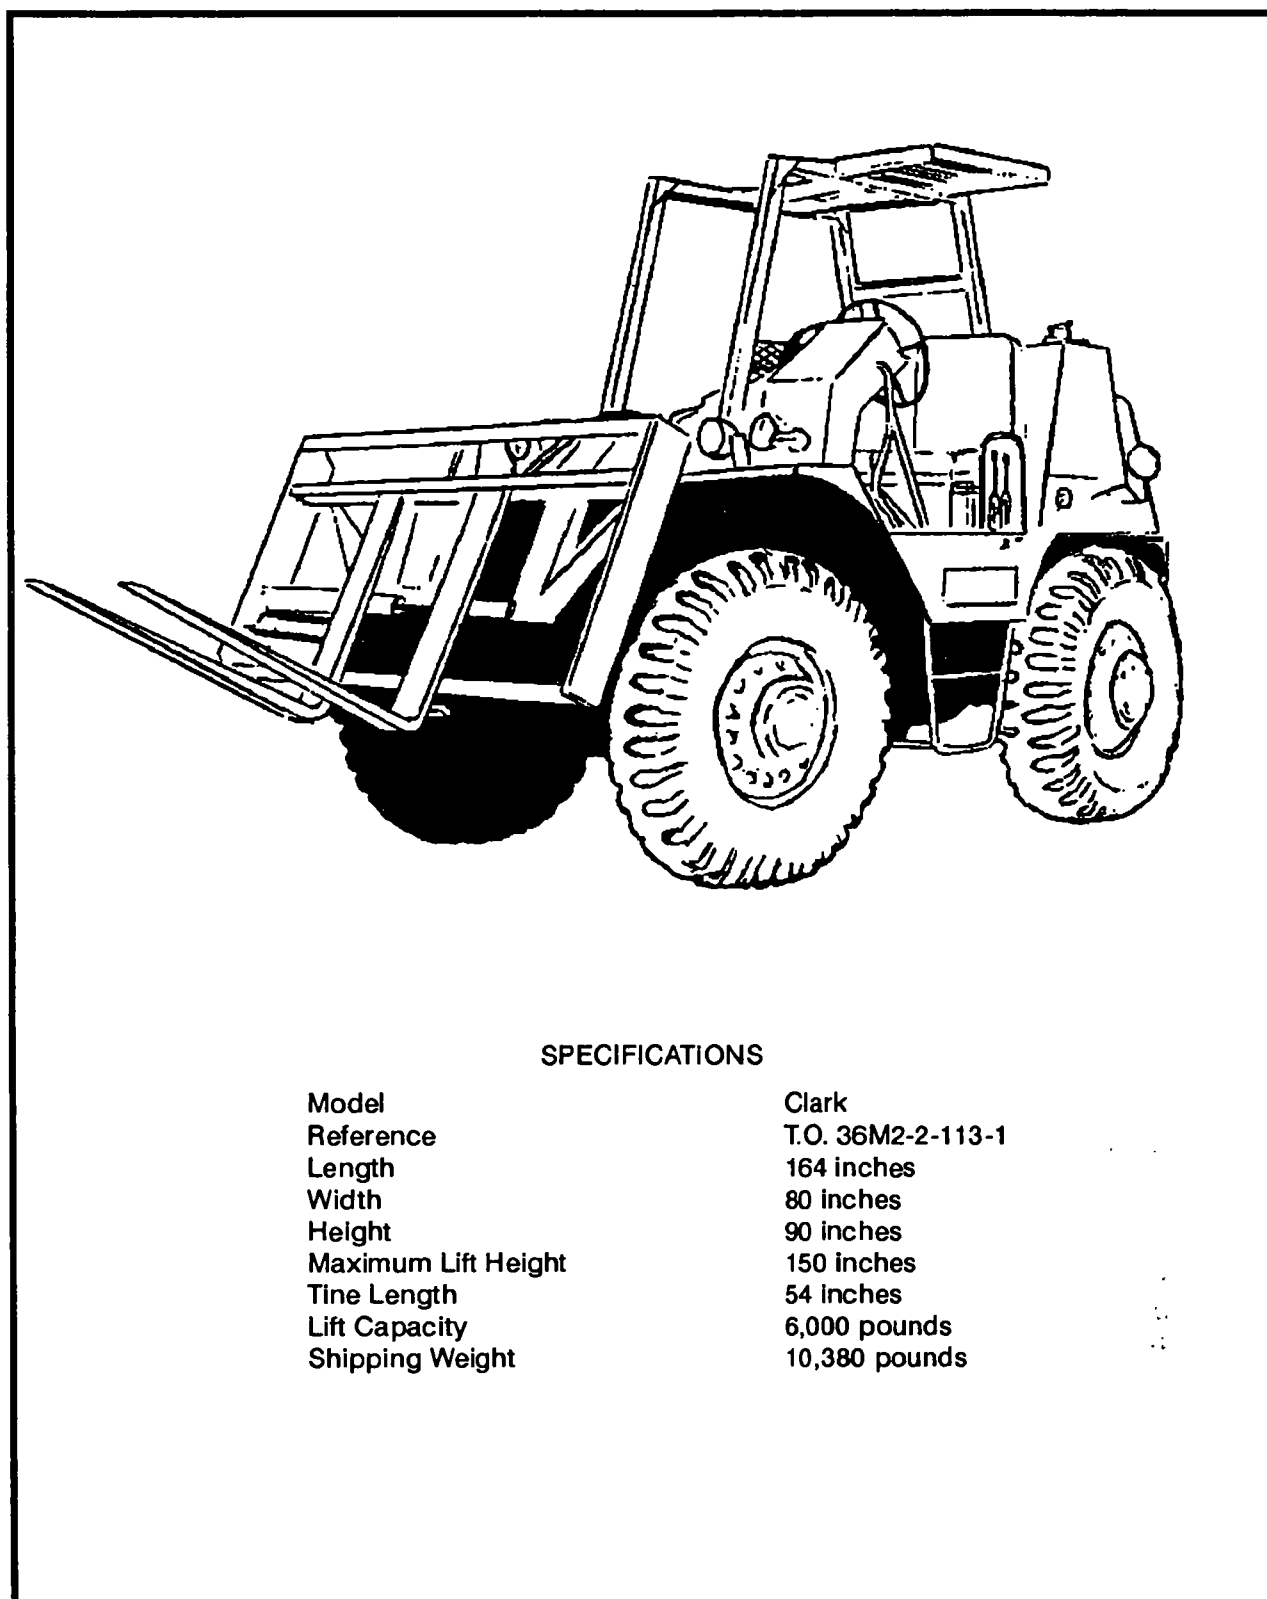 SPECIFICATIONS
Model Clark
Reference T.O. 36M2-2-113-1
Length 164 inches
Width 80 inches
Height 90 inches
Maximum Lift Height 150 inches
Tine Length 54 inches
Lift Capacity 6,000 pounds
Shipping Weight 10,380 pounds